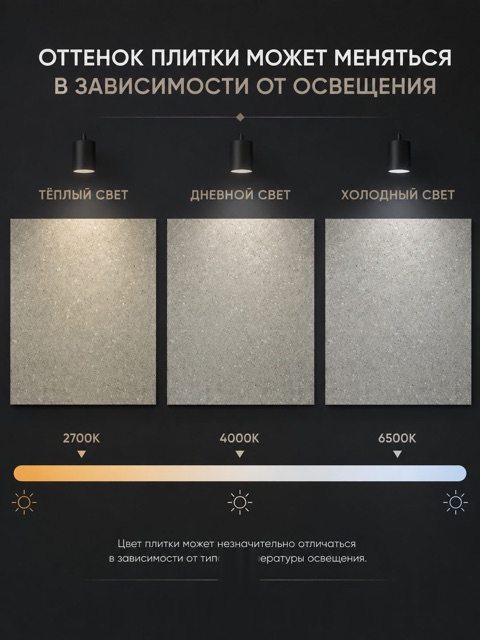 ОТТЕНОК ПЛИТКИ МОЖЕТ МЕНЯТЬСЯ
В ЗАВИСИМОСТИ ОТ ОСВЕЩЕНИЯ
ТЁПЛЫЙ СВЕТ ДНЕВНОЙ СВЕТ ХОЛОДНЫЙ СВЕТ
2700K 4000K 6500K
Цвет плитки может незначительно отличаться
в зависимости от освещения.